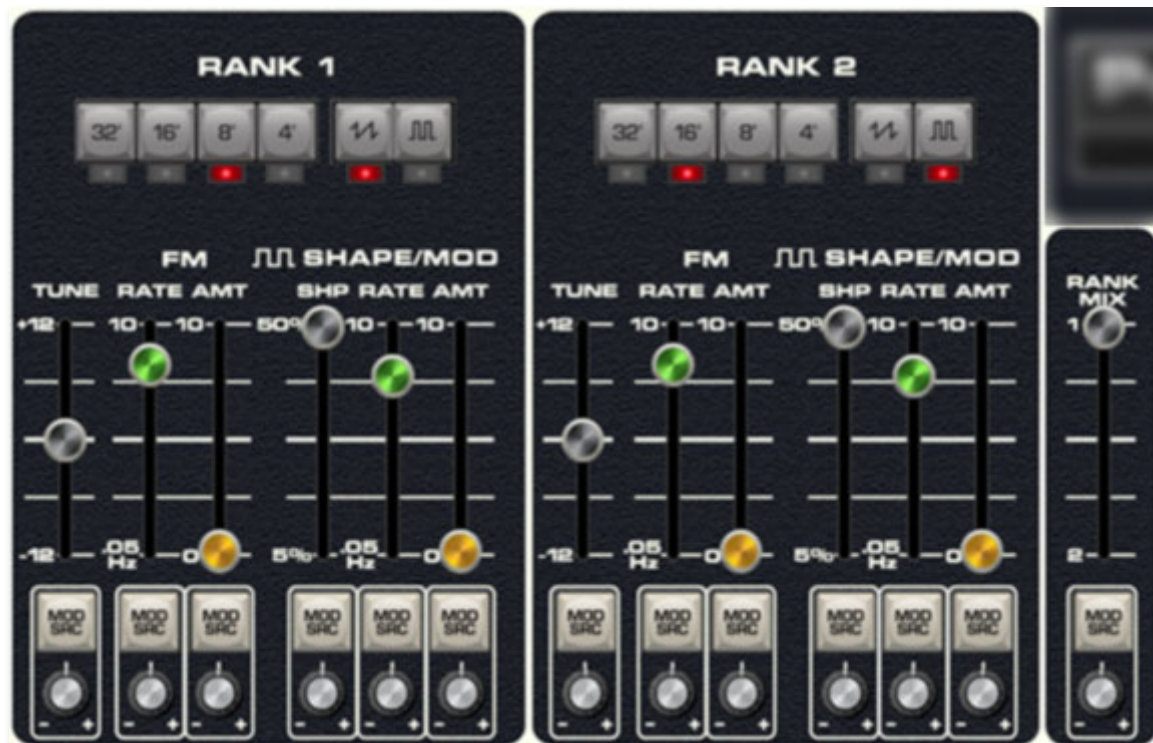 RANK 1
32' 16' 8' 4'
FM SHAPE/MOD
TUNE RATE AMT SHP RATE AMT
+12 10 10 50% 10 10
-12 .05 Hz 0 5% .05 Hz 0
MOD SRC MOD SRC MOD SRC MOD SRC MOD SRC MOD SRC
- + - + - + - + - + - +
RANK 2
32' 16' 8' 4'
FM SHAPE/MOD
TUNE RATE AMT SHP RATE AMT
+12 10 10 50% 10 10
-12 .05 Hz 0 5% .05 Hz 0
MOD SRC MOD SRC MOD SRC MOD SRC MOD SRC MOD SRC
- + - + - + - + - + - +
RANK
MIX
1
2
MOD SRC
- +